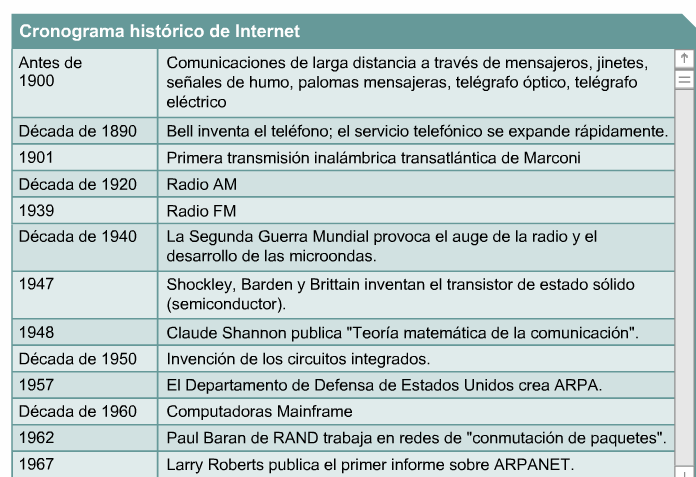 Cronograma histórico de Internet
Antes de
1900
Comunicaciones de larga distancia a través de mensajeros, jinetes,
señales de humo, palomas mensajeras, telégrafo óptico, telégrafo
eléctrico
Década de 1890
Bell inventa el teléfono; el servicio telefónico se expande rápidamente.
1901
Primera transmisión inalámbrica transatlántica de Marconi
Década de 1920
Radio AM
1939
Radio FM
Década de 1940
La Segunda Guerra Mundial provoca el auge de la radio y el
desarrollo de las microondas.
1947
Shockley, Barden y Brittain inventan el transistor de estado sólido
(semiconductor).
1948
Claude Shannon publica "Teoría matemática de la comunicación".
Década de 1950
Invención de los circuitos integrados.
1957
El Departamento de Defensa de Estados Unidos crea ARPA.
Década de 1960
Computadoras Mainframe
1962
Paul Baran de RAND trabaja en redes de "conmutación de paquetes".
1967
Larry Roberts publica el primer informe sobre ARPANET.